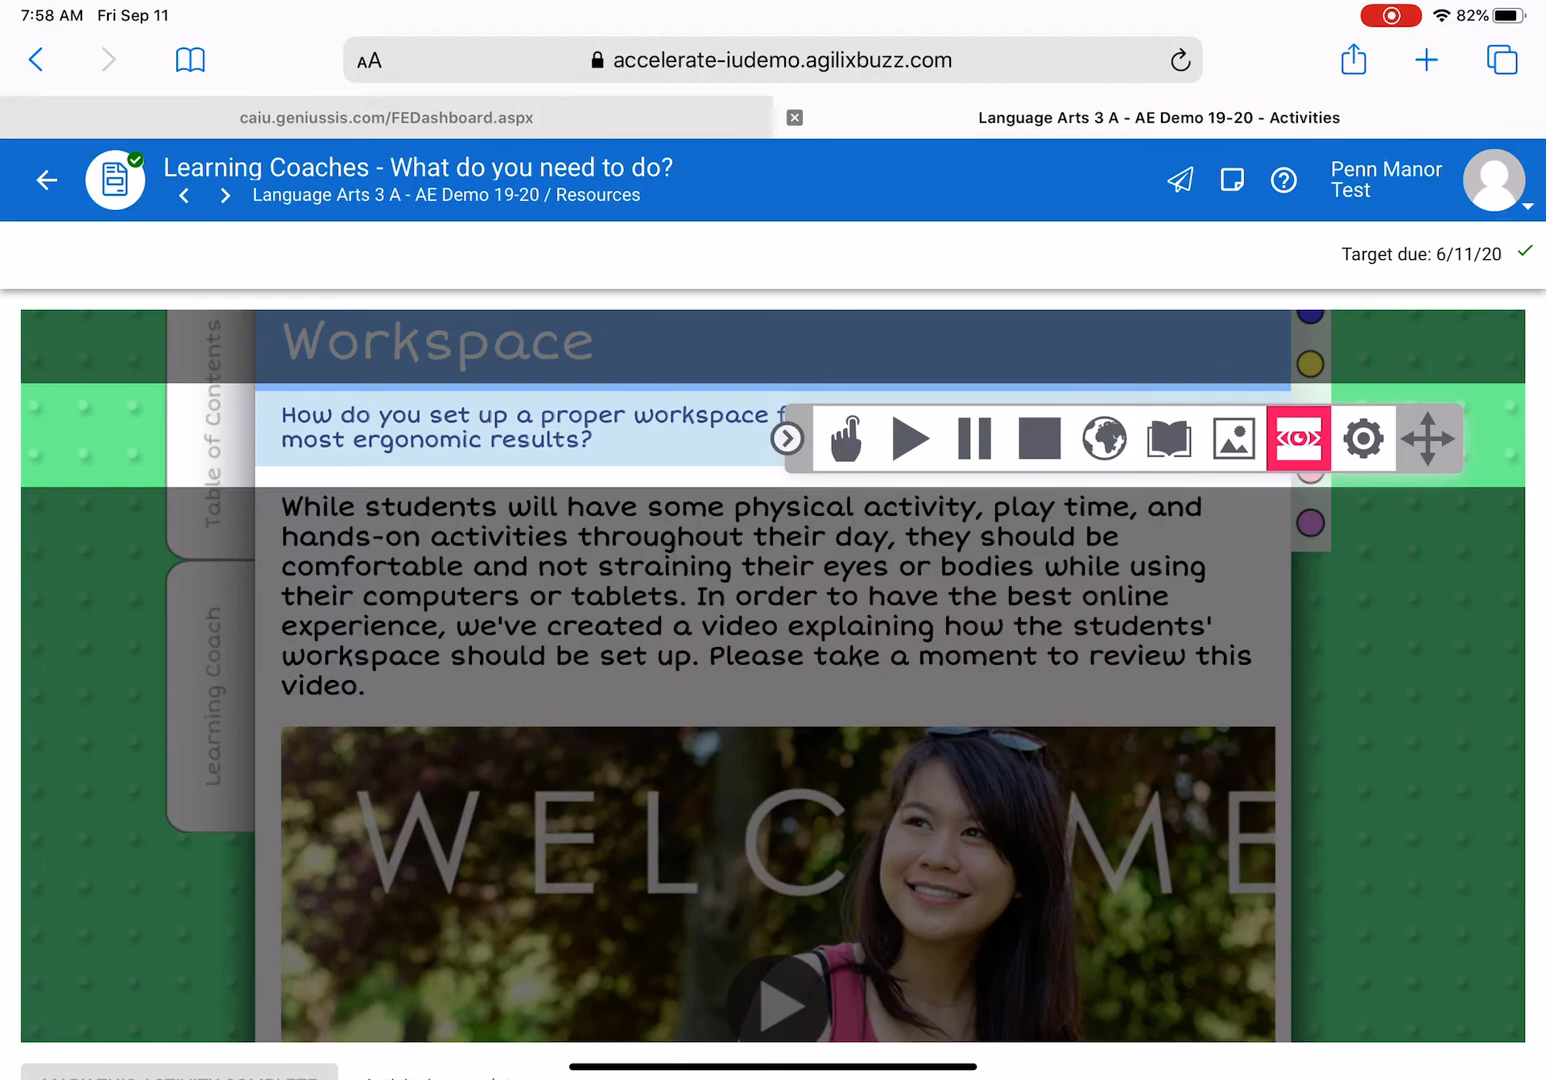 7:58 AM Fri Sep 11
82%
AA
accelerate-iudemo.agilixbuzz.com
caiu.geniussis.com/FEDashboard.aspx
Language Arts 3 A - AE Demo 19-20 - Activities
Learning Coaches - What do you need to do?
Language Arts 3 A - AE Demo 19-20 / Resources
Penn Manor
Test
Target due: 6/11/20
Table of Contents
Learning Coach
Workspace
How do you set up a proper workspace
most ergonomic results?
While students will have some physical activity, play time, and
hands-on activities throughout their day, they should be
comfortable and not straining their eyes or bodies while using
their computers or tablets. In order to have the best online
experience, we've created a video explaining how the students'
workspace should be set up. Please take a moment to review this
video.
WELCOME